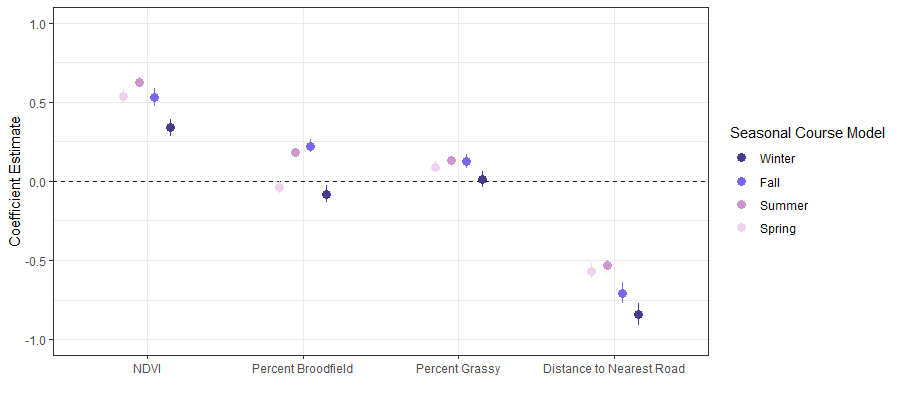 1.0
0.5
0.0
-0.5
-1.0
Coefficient Estimate
NDVI
Percent Broodfield
Percent Grassy
Distance to Nearest Road
Seasonal Course Model
Winter
Fall
Summer
Spring